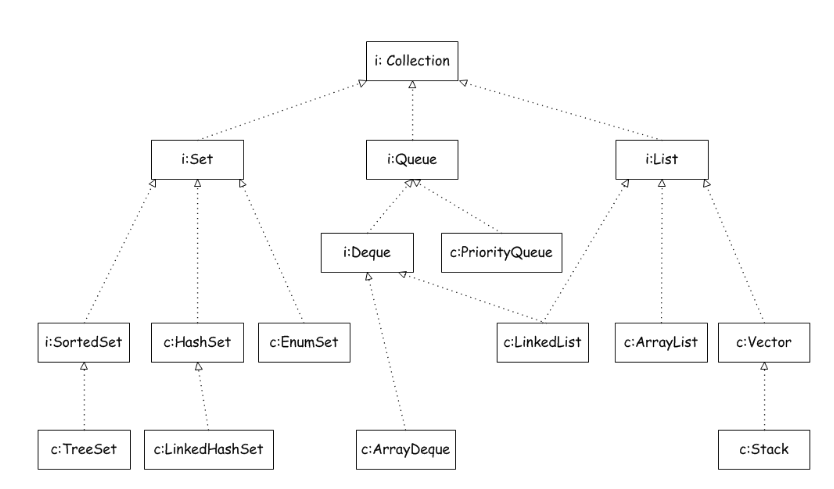 i: Collection
i:Set
i:Queue
i:List
i:Deque
c:PriorityQueue
i:SortedSet
c:HashSet
c:EnumSet
c:LinkedList
c:ArrayList
c:Vector
c:TreeSet
c:LinkedHashSet
c:ArrayDeque
c:Stack